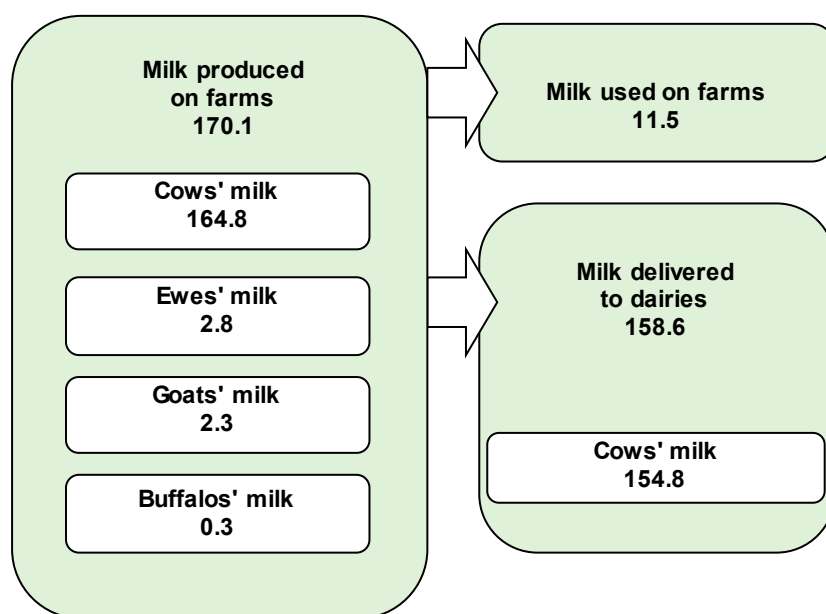 Milk produced
on farms
170.1
Cows' milk
164.8
Ewes' milk
2.8
Goats' milk
2.3
Buffalos' milk
0.3
Milk used on farms
11.5
Milk delivered
to dairies
158.6
Cows' milk
154.8